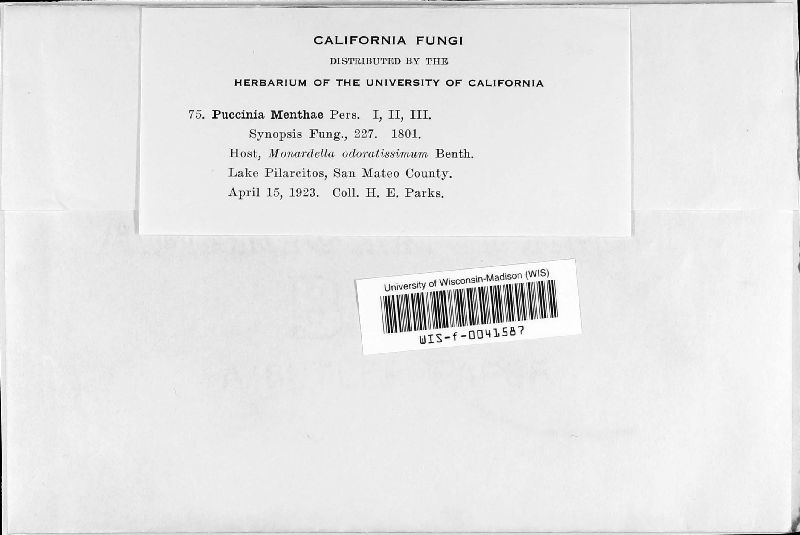 CALIFORNIA FUNGI
DISTRIBUTED BY THE
HERBARIUM OF THE UNIVERSITY OF CALIFORNIA
75. Puccinia Menthae Pers. I, II, III.
Synopsis Fung., 227. 1801.
Host, Monardella odoratissimum Benth.
Lake Pilarcitos, San Mateo County.
April 15, 1923. Coll. H. E. Parks.
University of Wisconsin-Madison (WIS)
WIS-f-0041587